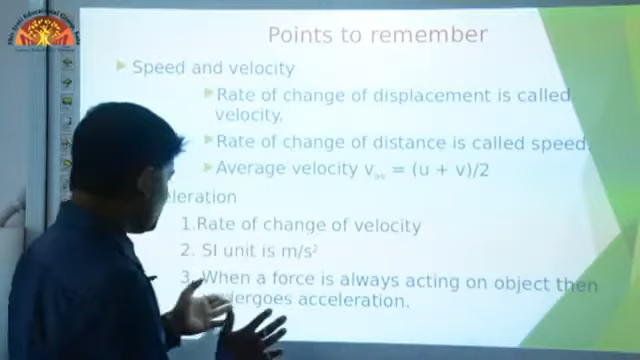 Points to remember
Speed and velocity
Rate of change of displacement is called
velocity.
Rate of change of distance is called speed.
Average velocity vav = (u + v)/2
eleration
1.Rate of change of velocity
2. SI unit is m/s²
3. When a force is always acting on object then
dergoes acceleration.